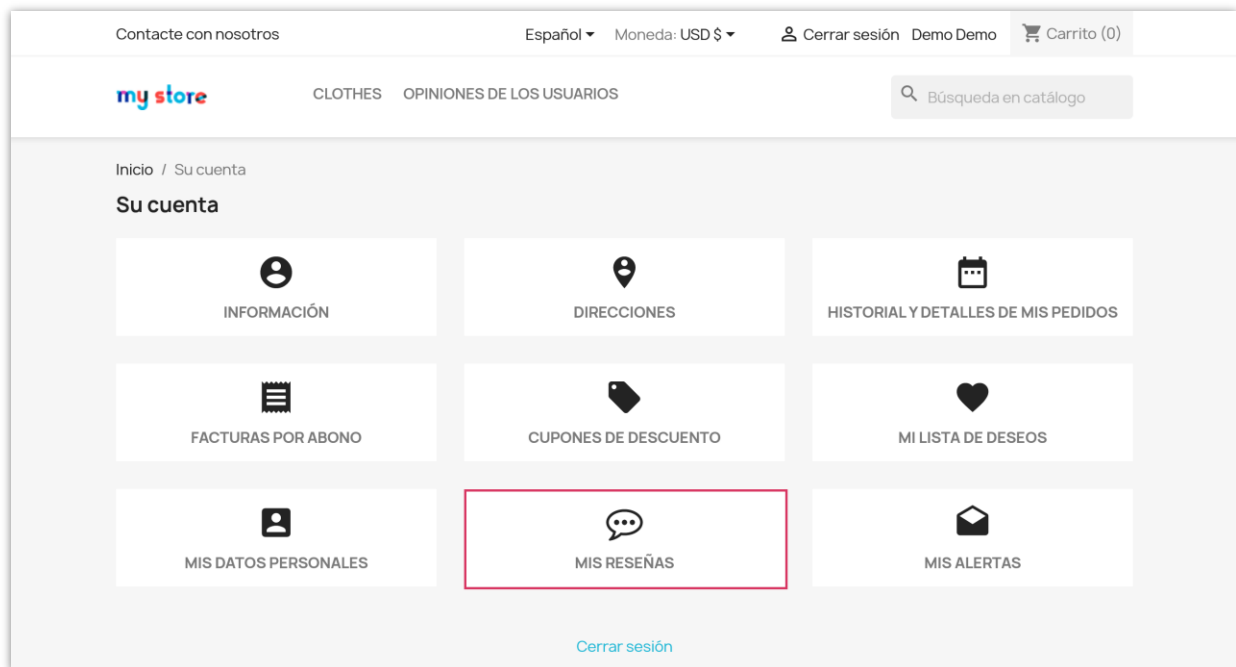 Contacte con nosotros Español Moneda: USD $ Cerrar sesión Demo Demo Carrito (0)
my store CLOTHES OPINIONES DE LOS USUARIOS Búsqueda en catálogo
Inicio / Su cuenta
Su cuenta
INFORMACIÓN DIRECCIONES HISTORIAL Y DETALLES DE MIS PEDIDOS
FACTURAS POR ABONO CUPONES DE DESCUENTO MI LISTA DE DESEOS
MIS DATOS PERSONALES MIS RESEÑAS MIS ALERTAS
Cerrar sesión